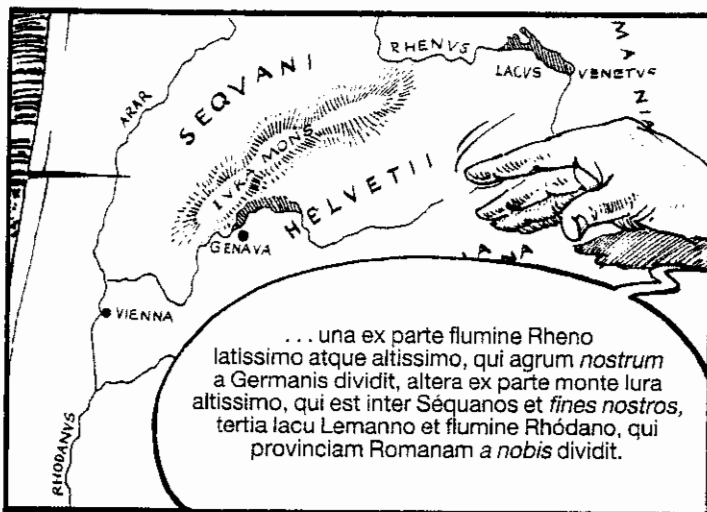 RHENVS
MANIA
SEQVANI
LACVS VENETVS
ARAR
IVRA MONS
HELVETII
GENAVA
VIENNA
RHODANVS
... una ex parte flumine Rheno
latissimo atque altissimo, qui agrum nostrum
a Germanis dividit, altera ex parte monte Iura
altissimo, qui est inter Séquanos et fines nostros,
tertia lacu Lemanno et flumine Rhódano, qui
provinciam Romanam a nobis dividit.